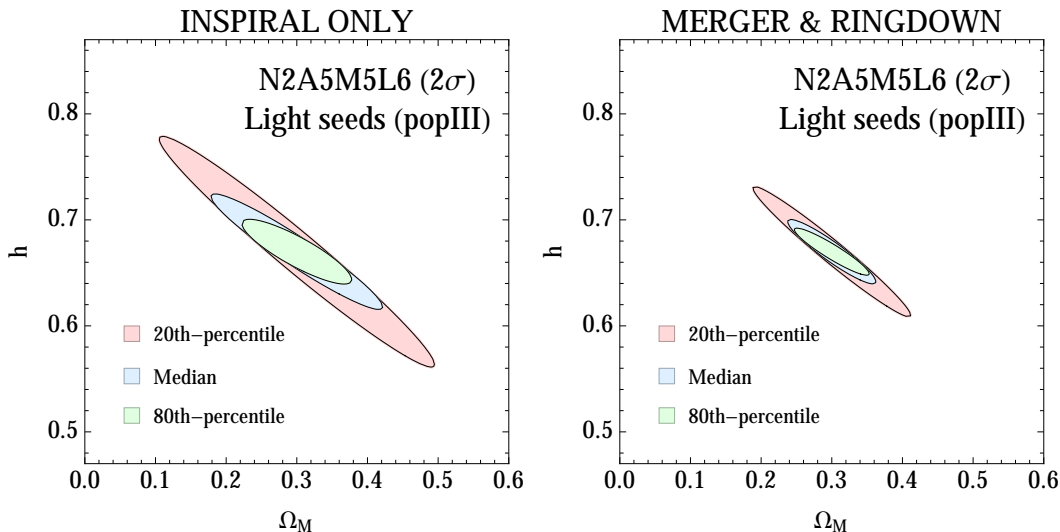 INSPIRAL ONLY
N2A5M5L6 (2σ)
Light seeds (popIII)
h
0.8
0.7
0.6
0.5
20th−percentile
Median
80th−percentile
0.0 0.1 0.2 0.3 0.4 0.5 0.6
Ω_M
MERGER & RINGDOWN
N2A5M5L6 (2σ)
Light seeds (popIII)
h
0.8
0.7
0.6
0.5
20th−percentile
Median
80th−percentile
0.0 0.1 0.2 0.3 0.4 0.5 0.6
Ω_M